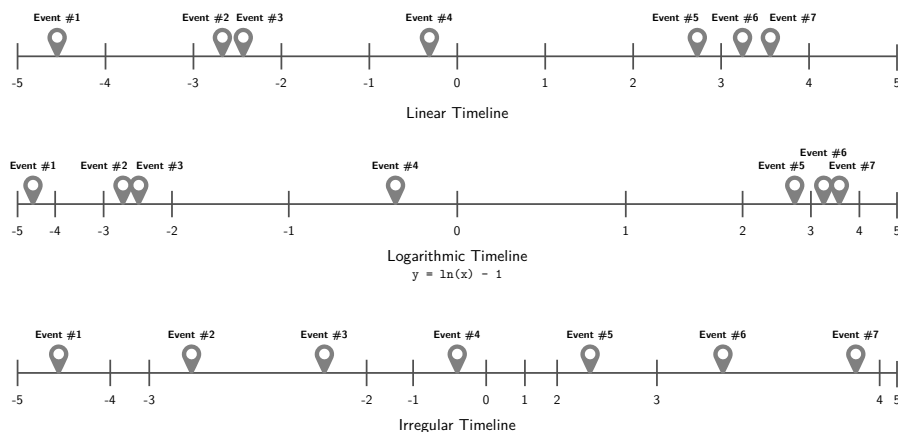 Event #1 Event #2 Event #3 Event #4 Event #5 Event #6 Event #7
-5 -4 -3 -2 -1 0 1 2 3 4 5
Linear Timeline
Event #6
Event #1 Event #2 Event #3 Event #4 Event #5 Event #7
-5 -4 -3 -2 -1 0 1 2 3 4 5
Logarithmic Timeline
y = ln(x) - 1
Event #1 Event #2 Event #3 Event #4 Event #5 Event #6 Event #7
-5 -4 -3 -2 -1 0 1 2 3 4 5
Irregular Timeline